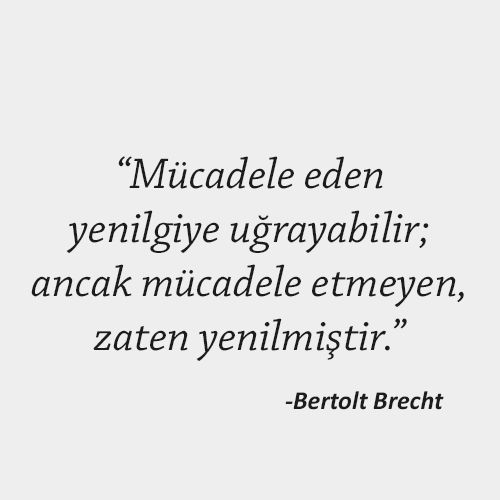 “Mücadele eden
yenilgiye uğrayabilir;
ancak mücadele etmeyen,
zaten yenilmiştir.”
-Bertolt Brecht